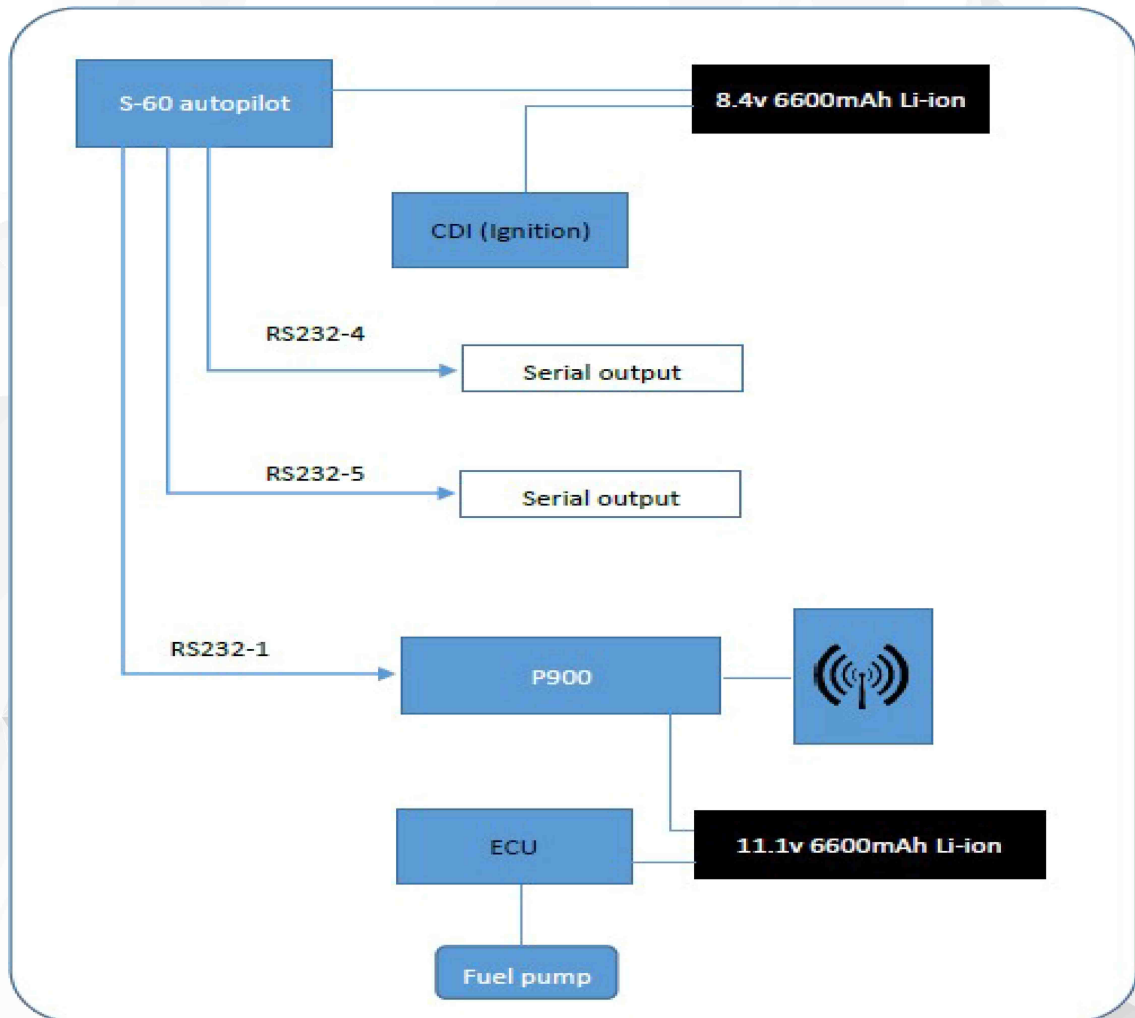 S-60 autopilot
8.4v 6600mAh Li-ion
CDI (Ignition)
RS232-4
Serial output
RS232-5
Serial output
RS232-1
P900
ECU
11.1v 6600mAh Li-ion
Fuel pump